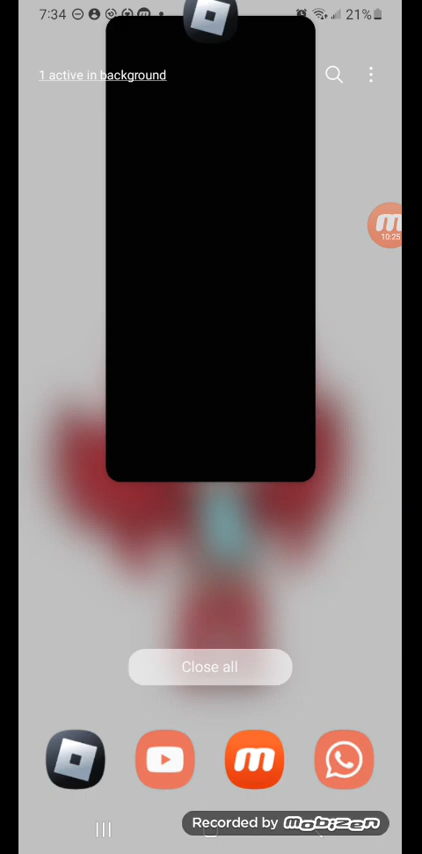 7:34
21%
1 active in background
10:25
Close all
Recorded by mobizen